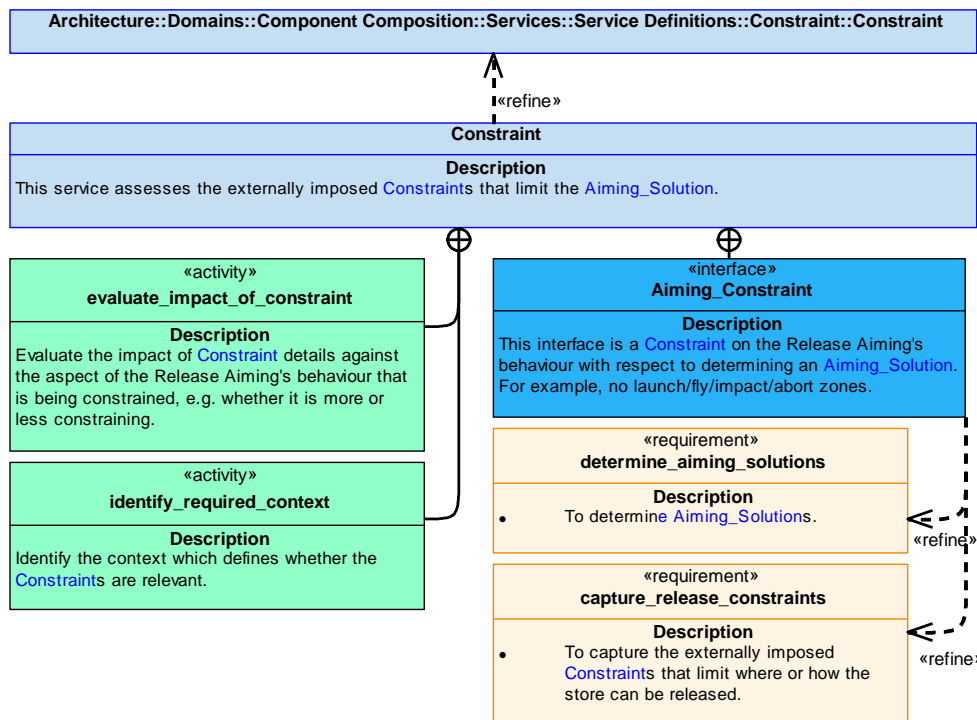 Architecture::Domains::Component Composition::Services::Service Definitions::Constraint::Constraint
«refine»
Constraint
Description
This service assesses the externally imposed Constraints that limit the Aiming_Solution.
«activity»
evaluate_impact_of_constraint
Description
Evaluate the impact of Constraint details against
the aspect of the Release Aiming's behaviour that
is being constrained, e.g. whether it is more or
less constraining.
«activity»
identify_required_context
Description
Identify the context which defines whether the
Constraints are relevant.
«interface»
Aiming_Constraint
Description
This interface is a Constraint on the Release Aiming's
behaviour with respect to determining an Aiming_Solution.
For example, no launch/fly/impact/abort zones.
«requirement»
determine_aiming_solutions
Description
• To determine Aiming_Solutions.
«refine»
«requirement»
capture_release_constraints
Description
• To capture the externally imposed
Constraints that limit where or how the
store can be released.
«refine»